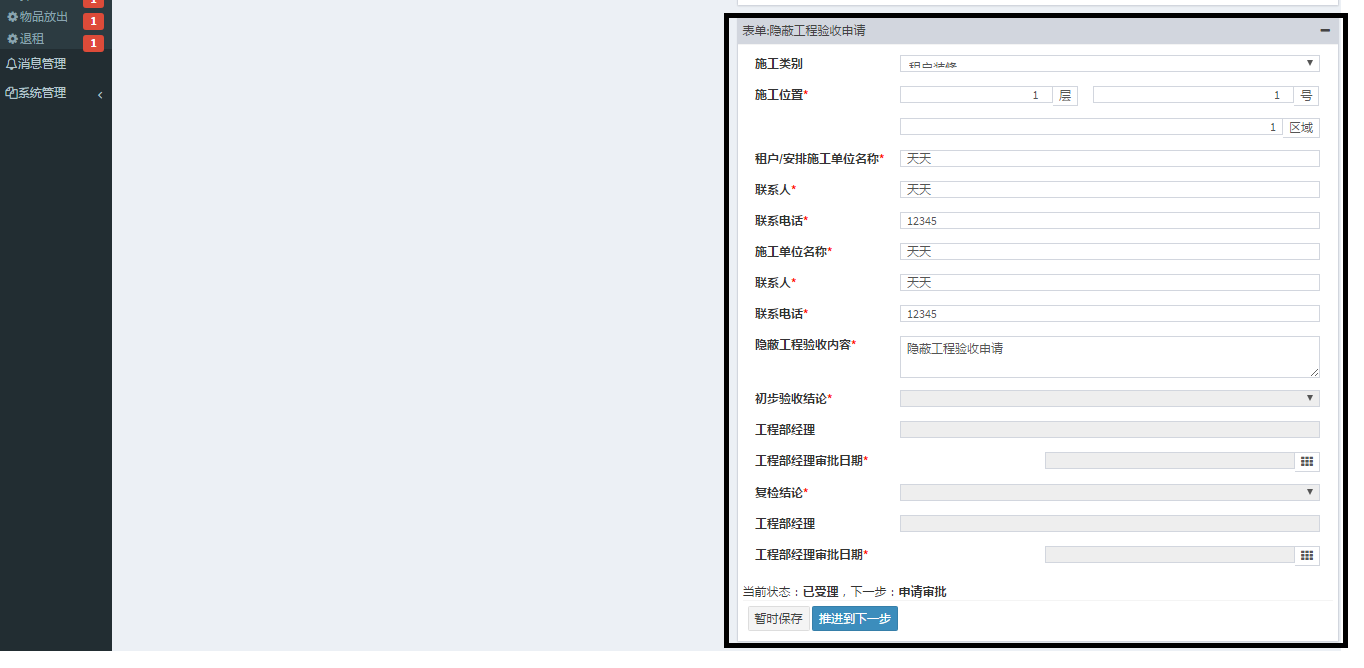 1
物品放出 1
退租 1
消息管理
系统管理
表单:隐蔽工程验收申请
施工类别 租户装修
施工位置* 1 层 1 号
1 区域
租户/安排施工单位名称* 天天
联系人* 天天
联系电话* 12345
施工单位名称* 天天
联系人* 天天
联系电话* 12345
隐蔽工程验收内容* 隐蔽工程验收申请
初步验收结论*
工程部经理
工程部经理审批日期*
复检结论*
工程部经理
工程部经理审批日期*
当前状态：已受理，下一步：申请审批
暂时保存 推进到下一步